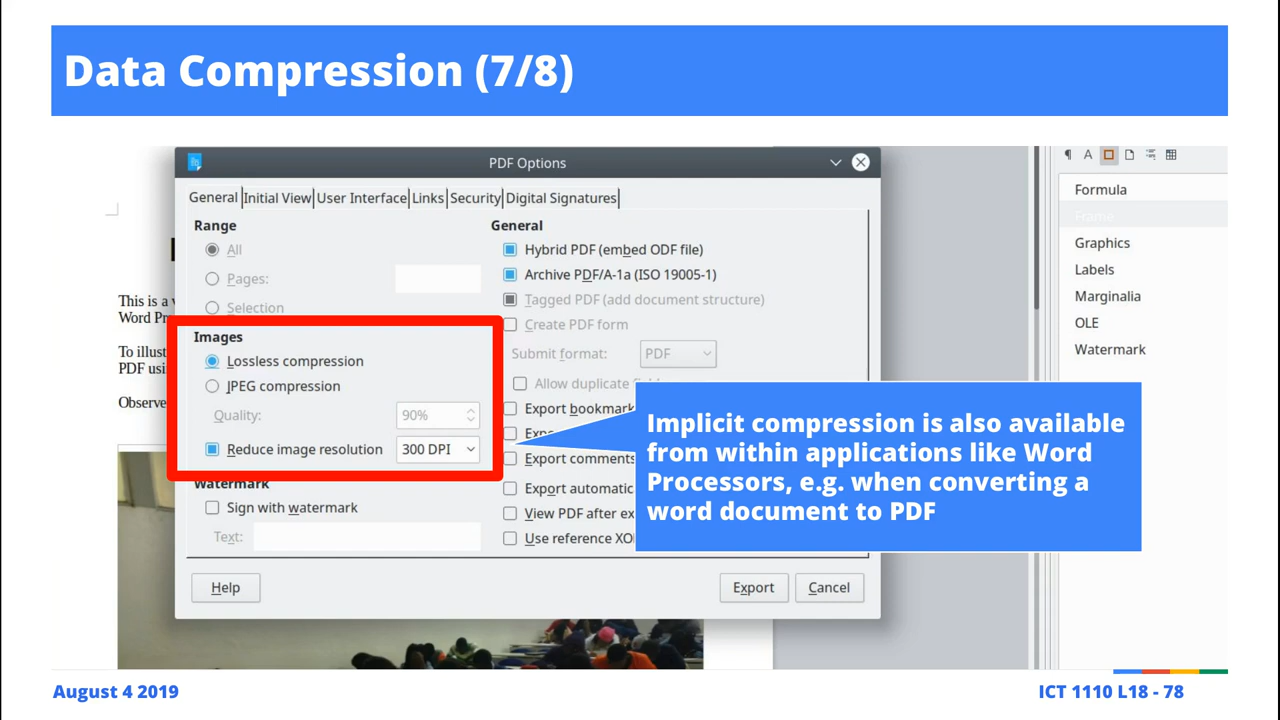 Data Compression (7/8)
PDF Options
General Initial View User Interface Links Security Digital Signatures
Range
All
Pages:
Selection
Images
Lossless compression
JPEG compression
Quality: 90%
Reduce image resolution 300 DPI
Watermark
Sign with watermark
Text:
General
Hybrid PDF (embed ODF file)
Archive PDF/A-1a (ISO 19005-1)
Tagged PDF (add document structure)
Create PDF form
Submit format: PDF
Allow duplicate
Export bookmark
Export comments
Export automatic
View PDF after
Use reference
Help Export Cancel
This is a
Word
To illust
PDF usi
Observe
Implicit compression is also available
from within applications like Word
Processors, e.g. when converting a
word document to PDF
Formula
Frame
Graphics
Labels
Marginalia
OLE
Watermark
August 4 2019
ICT 1110 L18 - 78